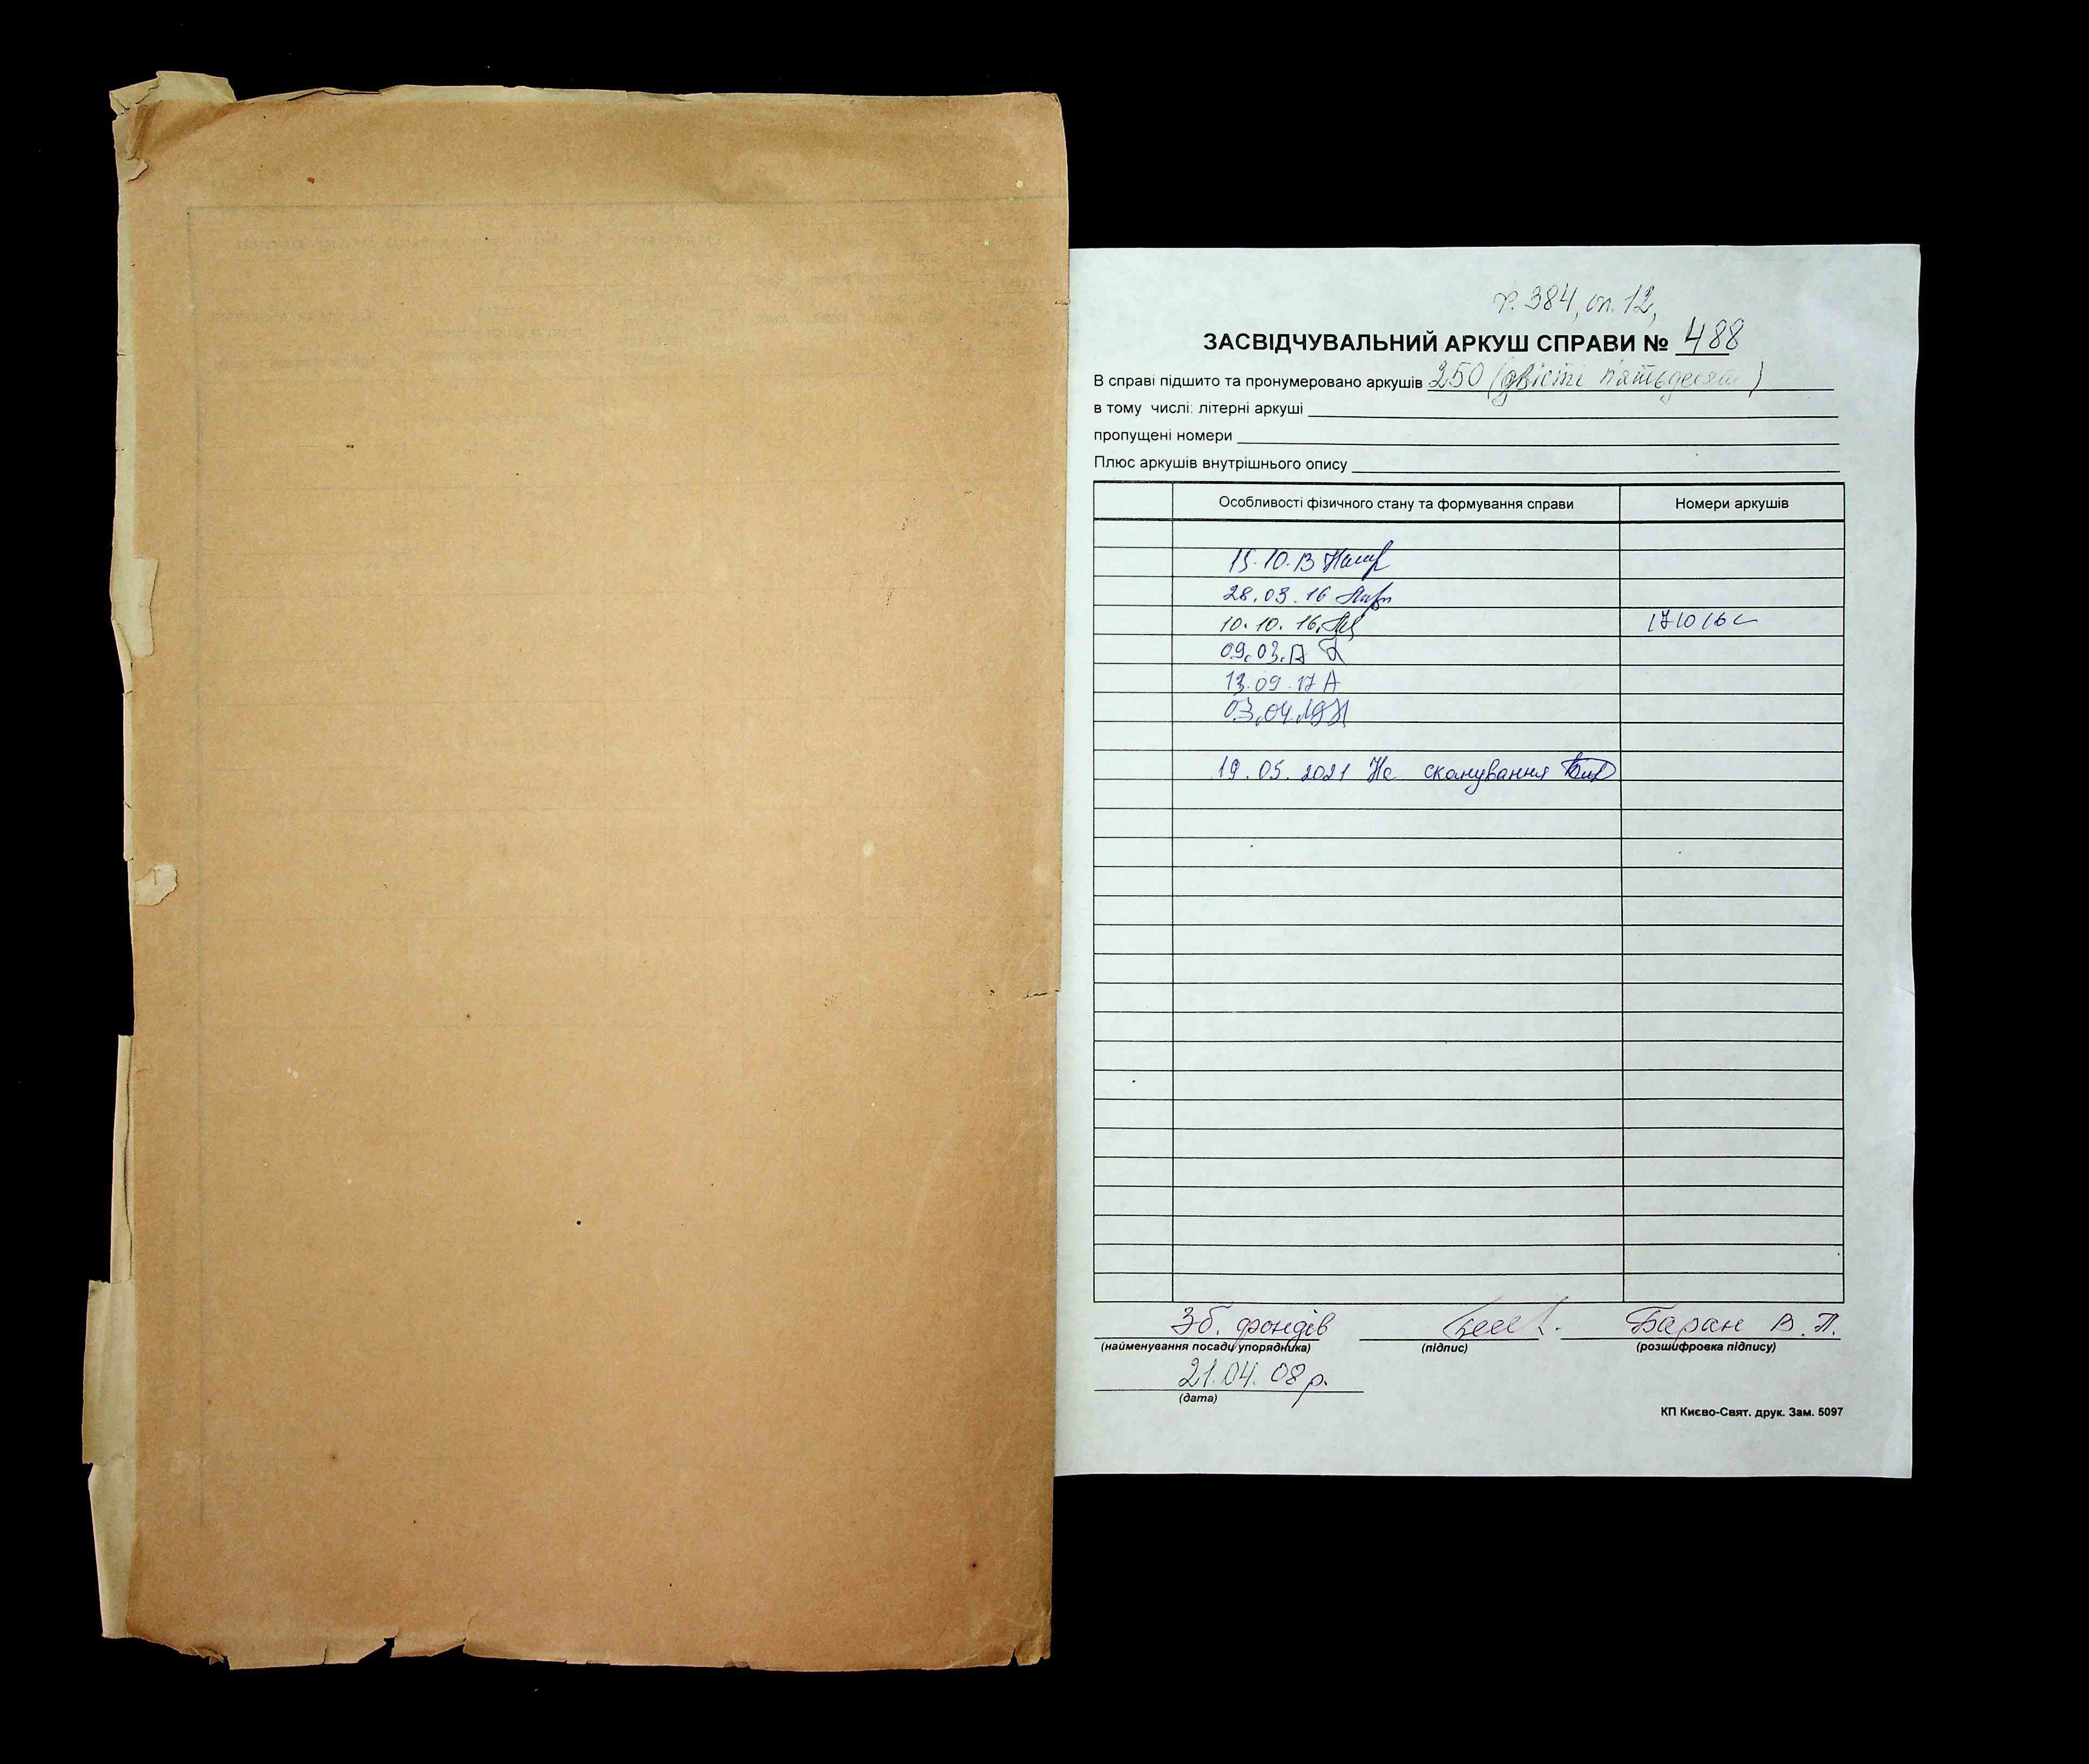 ф. 384, оп. 12,
ЗАСВІДЧУВАЛЬНИЙ АРКУШ СПРАВИ № 488
В справі підшито та пронумеровано аркушів 250 (двісті п'ятдесят)
в тому числі: літерні аркуші
пропущені номери
Плюс аркушів внутрішнього опису
Особливості фізичного стану та формування справи Номери аркушів
15.10.13
28.03.16
10.10.16
09.03.17
13.09.17
03.04.19
19.05.2021 На сканування
Зб. фондів Баран В.П.
(найменування посади упорядника) (підпис) (розшифровка підпису)
21.04.08 р.
(дата)
КП Києво-Свят. друк. Зам. 5097